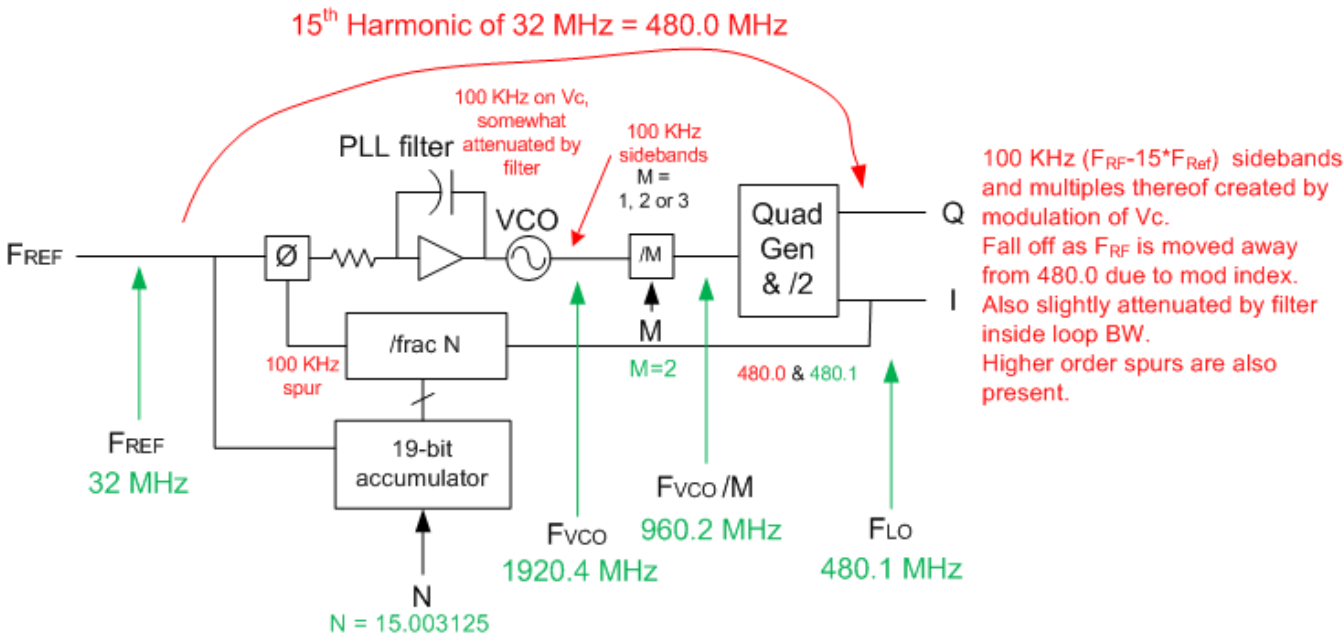 15th Harmonic of 32 MHz = 480.0 MHz
100 KHz on Vc,
somewhat
attenuated by
filter
PLL filter
100 KHz
sidebands
M =
1, 2 or 3
VCO
FREF
Ø
/M
Quad
Gen
& /2
Q
I
100 KHz (FRF-15*FRef) sidebands
and multiples thereof created by
modulation of Vc.
Fall off as FRF is moved away
from 480.0 due to mod index.
Also slightly attenuated by filter
inside loop BW.
Higher order spurs are also
present.
100 KHz
spur
/frac N
M
M=2
480.0 & 480.1
19-bit
accumulator
FREF
32 MHz
N
N = 15.003125
FVCO
1920.4 MHz
FVCO /M
960.2 MHz
FLO
480.1 MHz